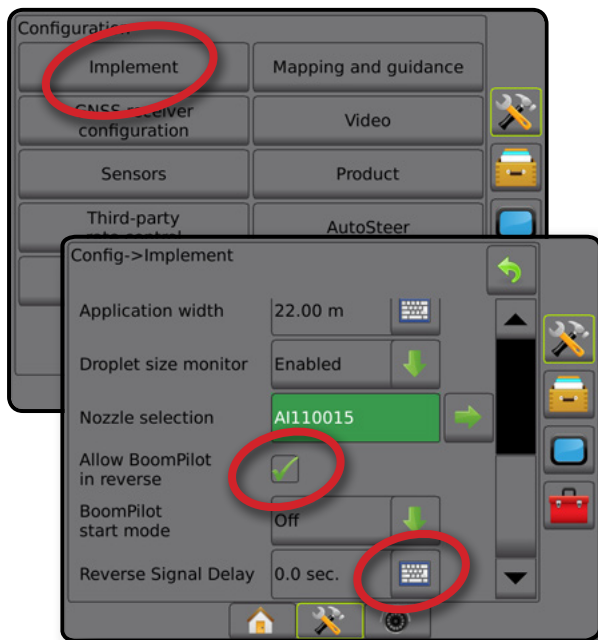 Configuration
Implement
Mapping and guidance
GNSS receiver
configuration
Video
Sensors
Product
Third-party
rate control
AutoSteer
Config->Implement
Application width
22.00 m
Droplet size monitor
Enabled
Nozzle selection
AI110015
Allow BoomPilot
in reverse
BoomPilot
start mode
Off
Reverse Signal Delay
0.0 sec.